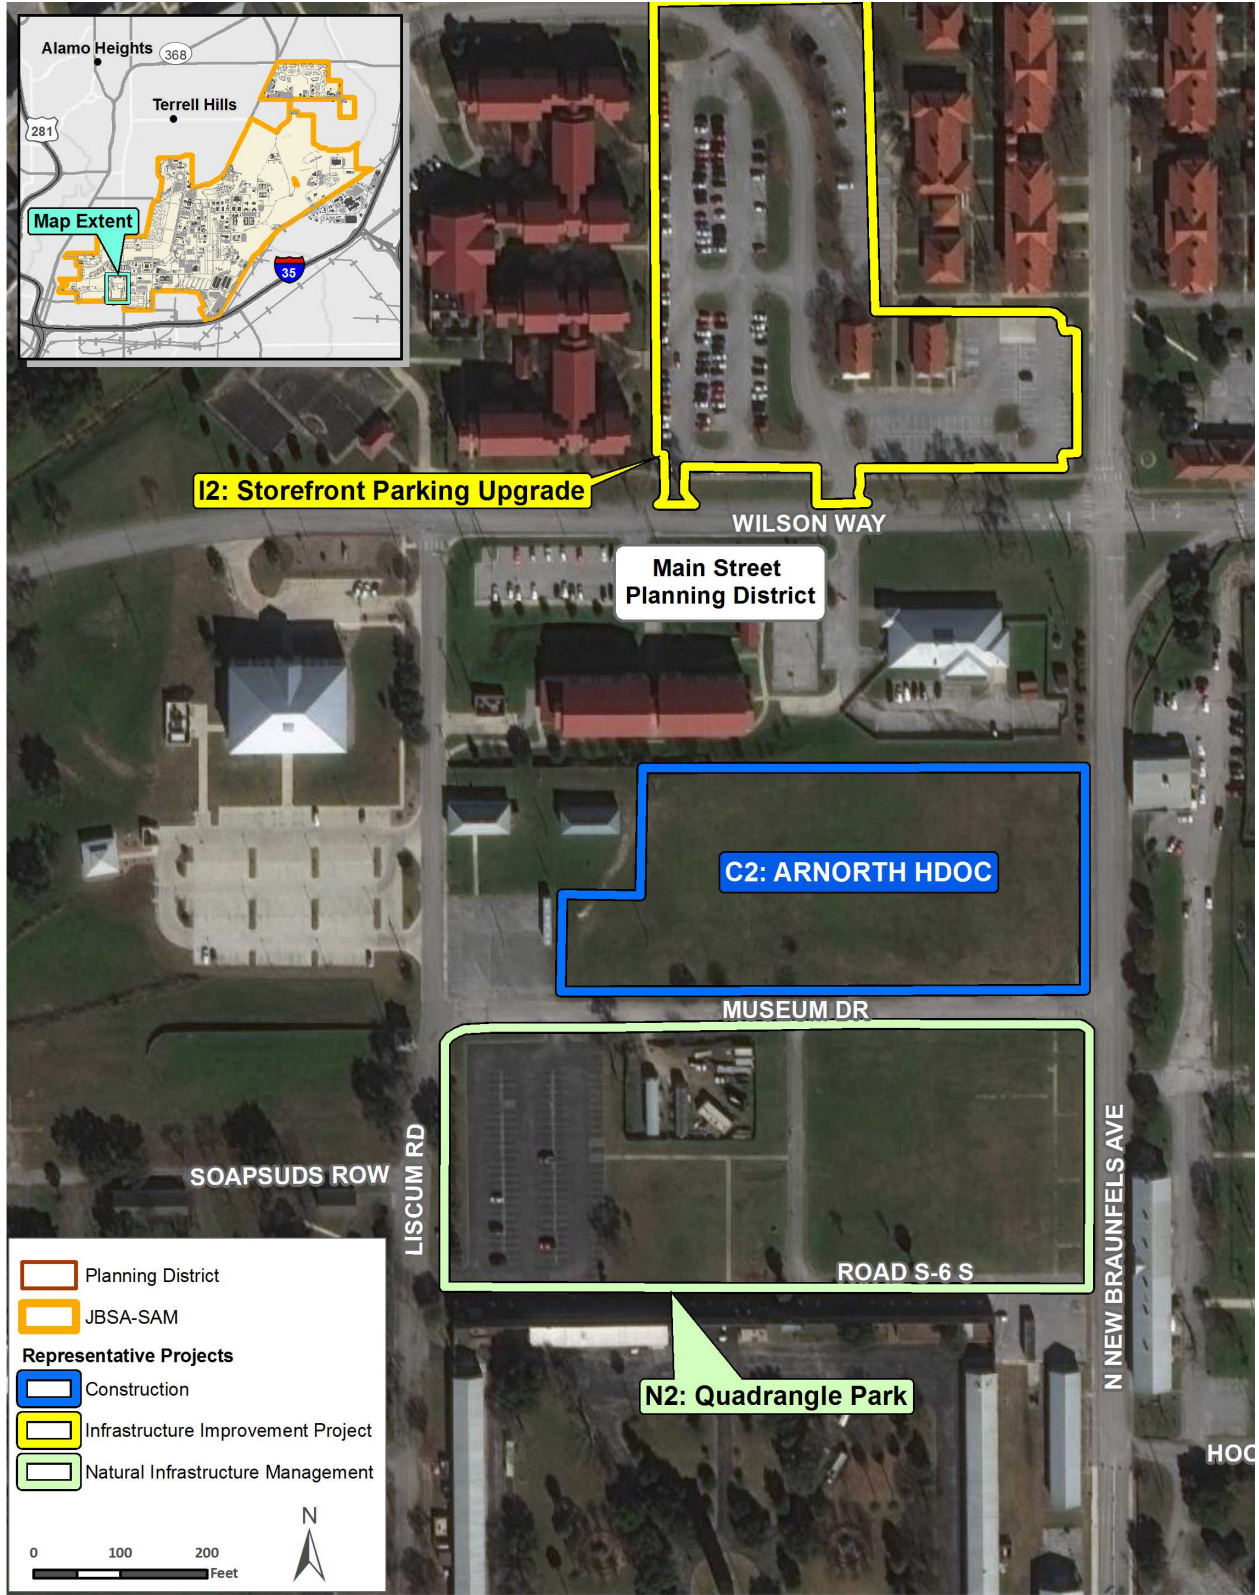 Alamo Heights
368
Terrell Hills
281
Map Extent
35
I2: Storefront Parking Upgrade
WILSON WAY
Main Street
Planning District
C2: ARNORTH HDOC
MUSEUM DR
SOAPSUDS ROW
LISCUM RD
N NEW BRAUNFELS AVE
ROAD S-6 S
N2: Quadrangle Park
HOO
Planning District
JBSA-SAM
Representative Projects
Construction
Infrastructure Improvement Project
Natural Infrastructure Management
N
0 100 200
Feet